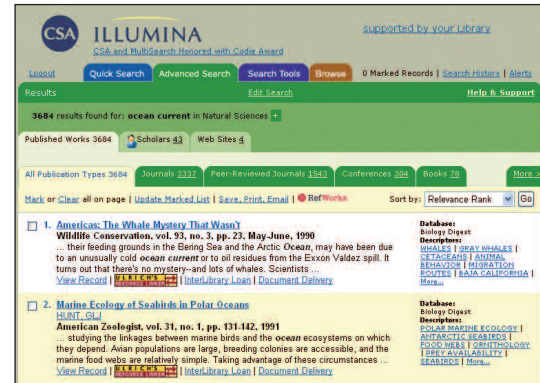 CSA ILLUMINA
supported by your Library
CSA and MultiSearch Honored with Codie Award
Logout Quick Search Advanced Search Search Tools Browse 0 Marked Records | Search History | Alerts
Results Edit Search Help & Support
3684 results found for: ocean current in Natural Sciences +
Published Works 3684 Scholars 43 Web Sites 4
All Publication Types 3684 Journals 3337 Peer-Reviewed Journals 1543 Conferences 304 Books 78 More >
Mark or Clear all on page | Update Marked List | Save, Print, Email | RefWorks Sort by: Relevance Rank Go
1. Americas: The Whale Mystery That Wasn't
Wildlife Conservation, vol. 93, no. 3, pp. 23, May-June, 1990
... their feeding grounds in the Bering Sea and the Arctic Ocean, may have been due
to an unusually cold ocean current or to oil residues from the Exxon Valdez spill. It
turns out that there's no mystery--and lots of whales. Scientists ...
View Record | ULRICH'S RESOURCE LINKER | InterLibrary Loan | Document Delivery
Database:
Biology Digest
Descriptors:
WHALES | GRAY WHALES |
CETACEANS | ANIMAL
BEHAVIOR | MIGRATION
ROUTES | BAJA CALIFORNIA |
More...
2. Marine Ecology of Seabirds in Polar Oceans
HUNT, GLJ
American Zoologist, vol. 31, no. 1, pp. 131-142, 1991
... studying the linkages between marine birds and the ocean ecosystems on which
they depend. Avian populations are large, breeding colonies are accessible, and the
marine food webs are relatively simple. Taking advantage of these circumstances ...
View Record | ULRICH'S RESOURCE LINKER | InterLibrary Loan | Document Delivery
Database:
Biology Digest
Descriptors:
POLAR MARINE ECOLOGY |
ANTARCTIC SEABIRDS |
FOOD WEBS | ORNITHOLOGY
| PREY AVAILABILITY |
SEABIRDS | More...